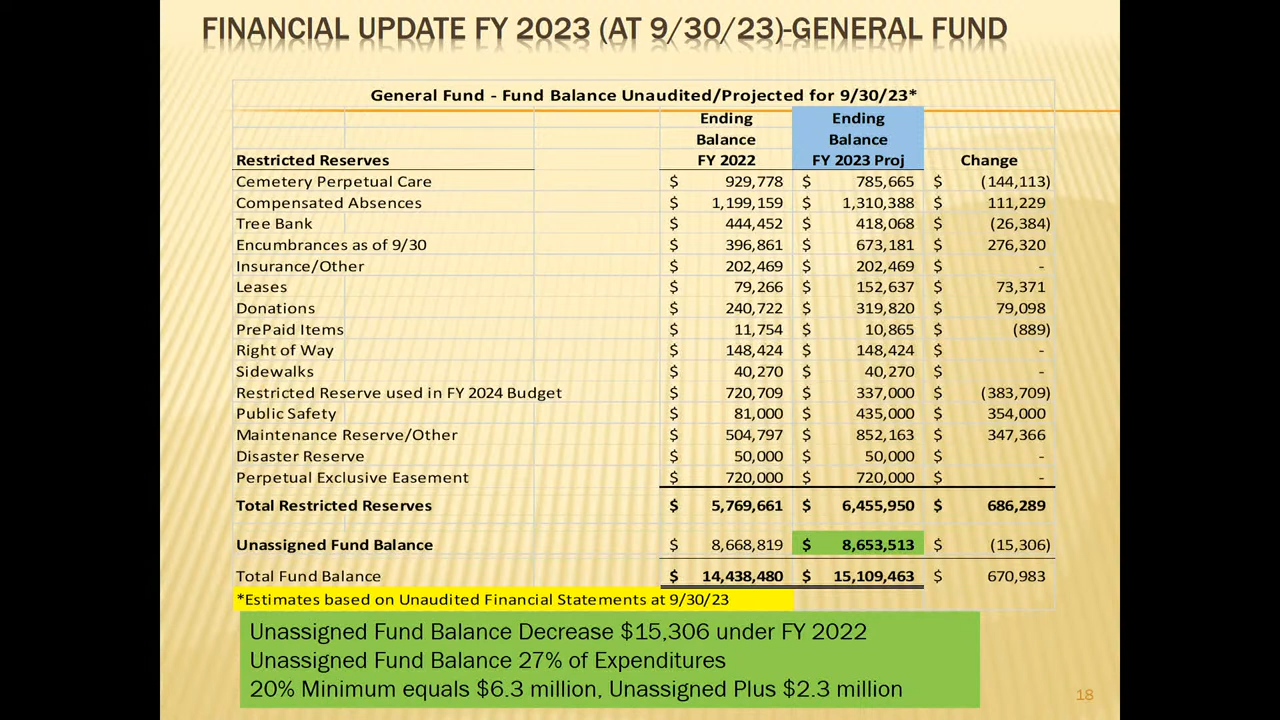 FINANCIAL UPDATE FY 2023 (AT 9/30/23)-GENERAL FUND
General Fund - Fund Balance Unaudited/Projected for 9/30/23*
Ending Ending
Balance Balance
Restricted Reserves FY 2022 FY 2023 Proj Change
Cemetery Perpetual Care $ 929,778 $ 785,665 $ (144,113)
Compensated Absences $ 1,199,159 $ 1,310,388 $ 111,229
Tree Bank $ 444,452 $ 418,068 $ (26,384)
Encumbrances as of 9/30 $ 396,861 $ 673,181 $ 276,320
Insurance/Other $ 202,469 $ 202,469 $ -
Leases $ 79,266 $ 152,637 $ 73,371
Donations $ 240,722 $ 319,820 $ 79,098
PrePaid Items $ 11,754 $ 10,865 $ (889)
Right of Way $ 148,424 $ 148,424 $ -
Sidewalks $ 40,270 $ 40,270 $ -
Restricted Reserve used in FY 2024 Budget $ 720,709 $ 337,000 $ (383,709)
Public Safety $ 81,000 $ 435,000 $ 354,000
Maintenance Reserve/Other $ 504,797 $ 852,163 $ 347,366
Disaster Reserve $ 50,000 $ 50,000 $ -
Perpetual Exclusive Easement $ 720,000 $ 720,000 $ -
Total Restricted Reserves $ 5,769,661 $ 6,455,950 $ 686,289
Unassigned Fund Balance $ 8,668,819 $ 8,653,513 $ (15,306)
Total Fund Balance $ 14,438,480 $ 15,109,463 $ 670,983
*Estimates based on Unaudited Financial Statements at 9/30/23
Unassigned Fund Balance Decrease $15,306 under FY 2022
Unassigned Fund Balance 27% of Expenditures
20% Minimum equals $6.3 million, Unassigned Plus $2.3 million
18